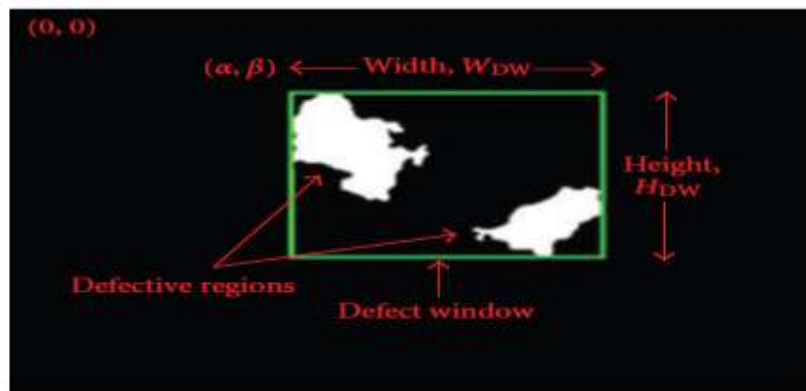 (0, 0)
(α, β)
Width, W_DW
Height,
H_DW
Defective regions
Defect window